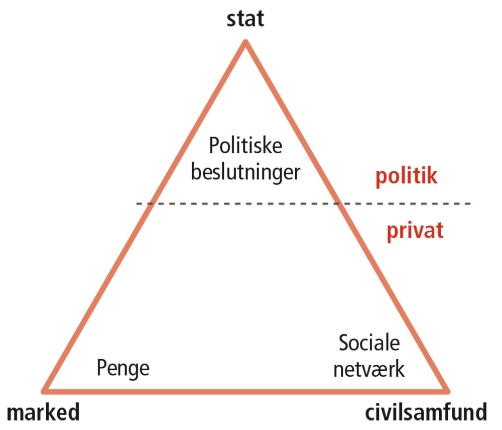 stat
Politiske
beslutninger
politik
privat
Sociale
netværk
Penge
marked
civilsamfund